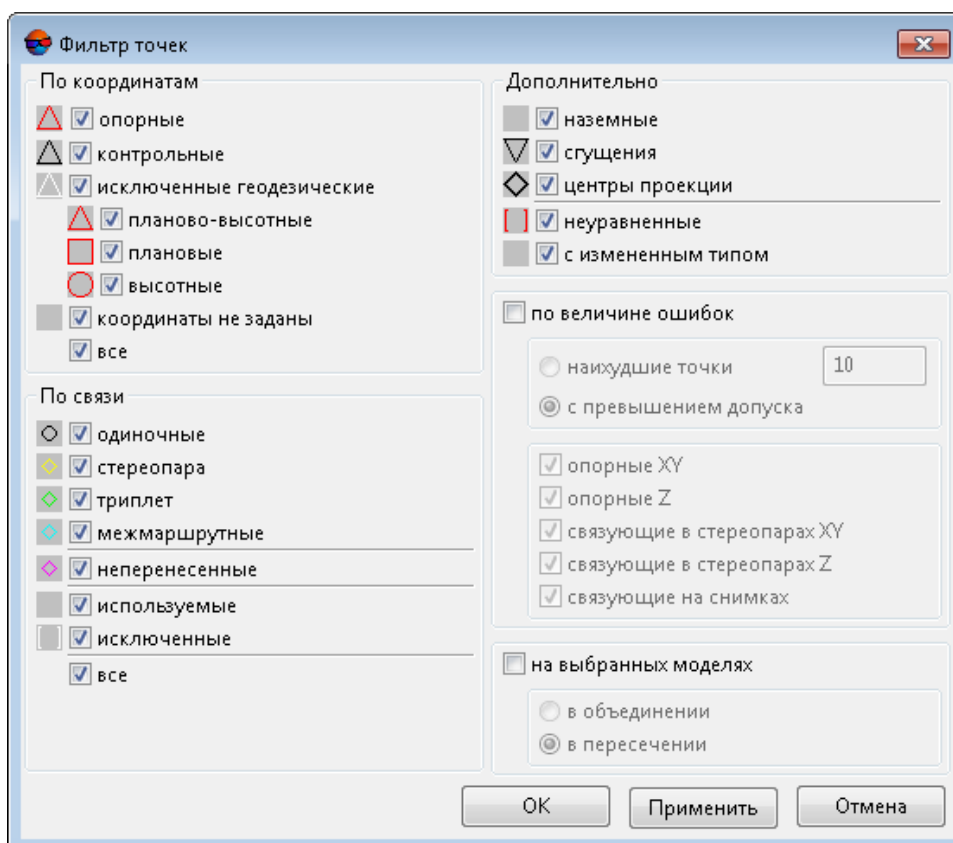 Фильтр точек
По координатам
опорные
контрольные
исключенные геодезические
планово-высотные
плановые
высотные
координаты не заданы
все
По связи
одиночные
стереопара
триплет
межмаршрутные
неперенесенные
используемые
исключенные
все
Дополнительно
наземные
сгущения
центры проекции
неуравненные
с измененным типом
по величине ошибок
наихудшие точки 10
с превышением допуска
опорные XY
опорные Z
связующие в стереопарах XY
связующие в стереопарах Z
связующие на снимках
на выбранных моделях
в объединении
в пересечении
OK Применить Отмена